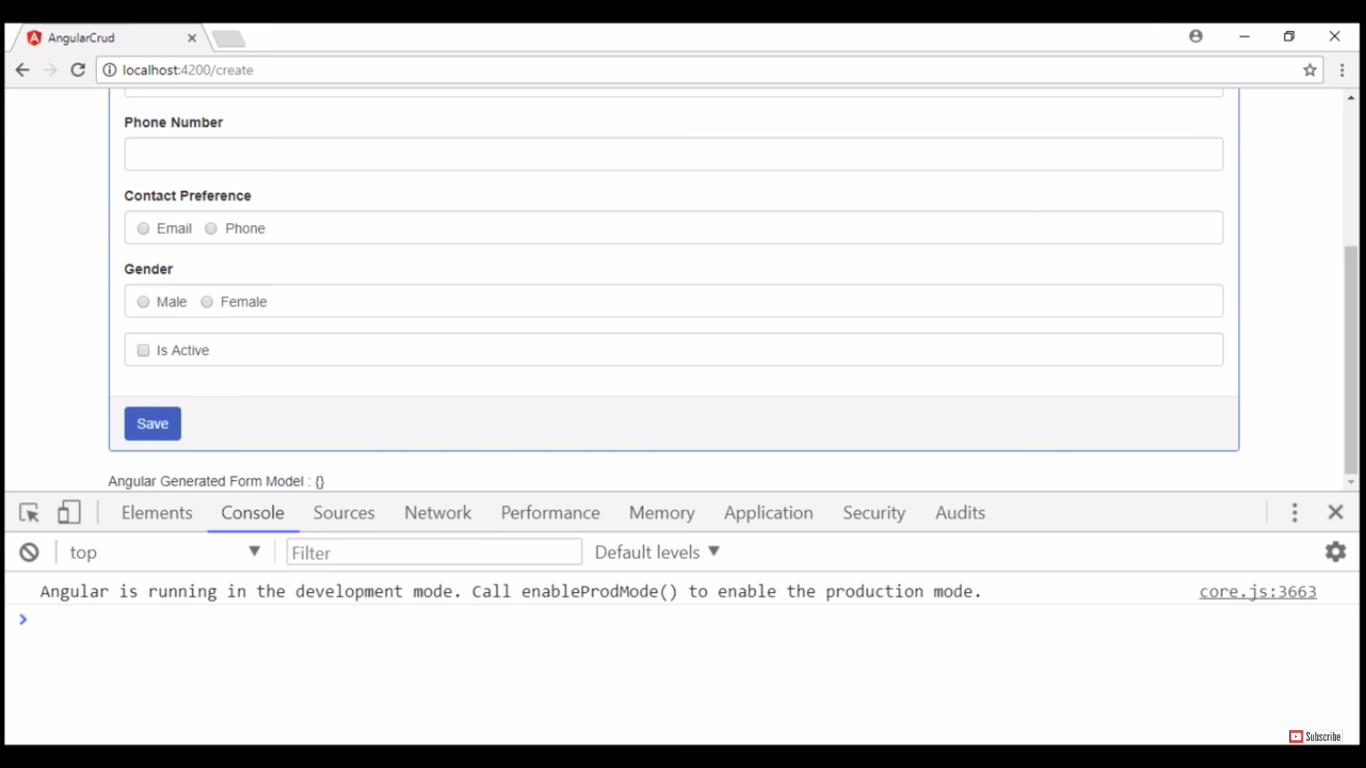 AngularCrud
localhost:4200/create
Phone Number
Contact Preference
Email Phone
Gender
Male Female
Is Active
Save
Angular Generated Form Model : {}
Elements Console Sources Network Performance Memory Application Security Audits
top Filter Default levels
Angular is running in the development mode. Call enableProdMode() to enable the production mode. core.js:3663
Subscribe